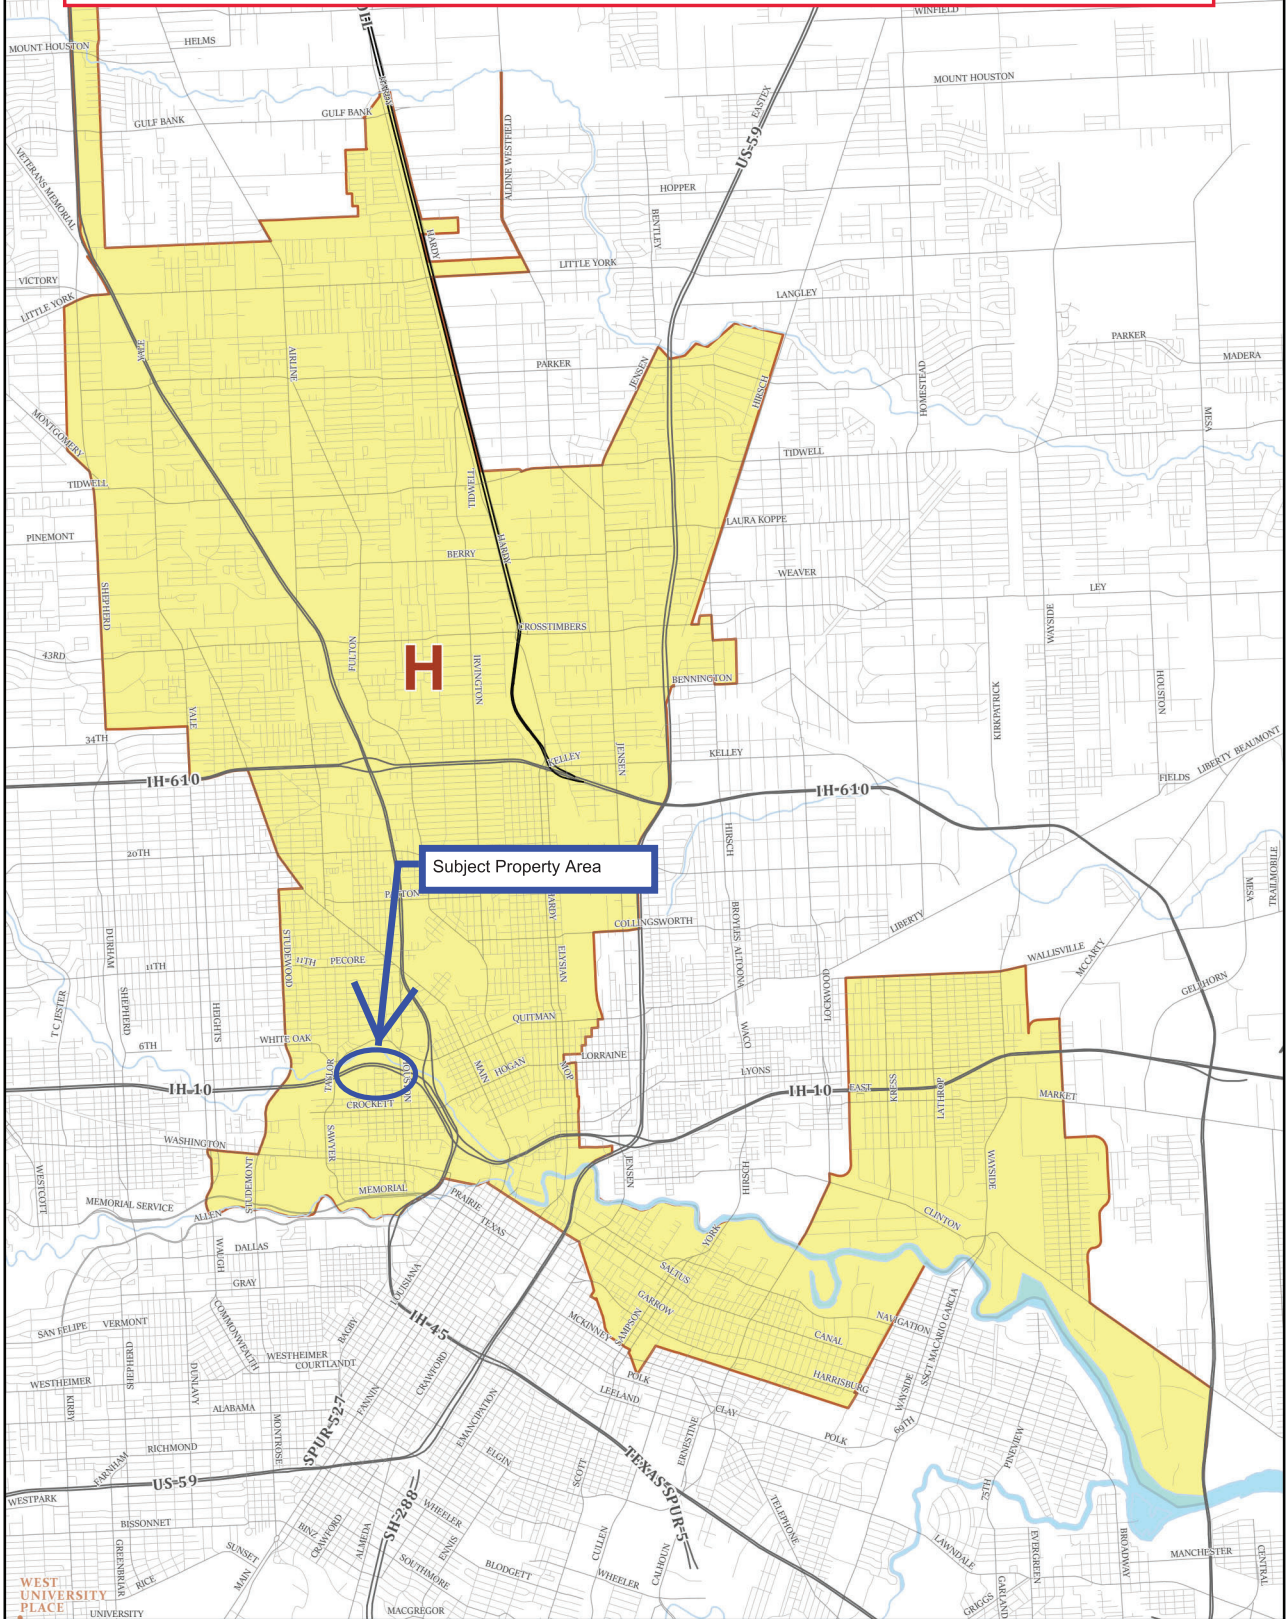 WINFIELD
HELMS
MOUNT HOUSTON
MOUNT HOUSTON
HARDY
GULF BANK
GULF BANK
EASTEX
ALDINE WESTFIELD
US-59
VETERANS MEMORIAL
HOPPER
BENTLEY
HARDY
LITTLE YORK
VICTORY
LITTLE YORK
LANGLEY
YALE
AIRLINE
PARKER
MADERA
PARKER
JENSEN
HIRSCH
HOMESTEAD
MESA
MONTGOMERY
TIDWELL
TIDWELL
TIDWELL
LAURA KOPPE
PINEMONT
HARDY
BERRY
WEAVER
LEY
SHEPHERD
WAYSIDE
CROSSTIMBERS
FULTON
H
43RD
IRVINGTON
BENNINGTON
HOUSTON
KIRKPATRICK
YALE
34TH
KELLEY
JENSEN
KELLEY
LIBERTY BEAUMONT
FIELDS
IH-610
IH-610
HIRSCH
20TH
Subject Property Area
MESA
TRAILMOBILE
HARDY
BROYLES
COLLINGSWORTH
LIBERTY
DURHAM
STUDEWOOD
11TH
PECORE
11TH
ELYSIAN
ALTOONA
LOCKWOOD
WALLISVILLE
MCCARTY
GELLHORN
T C JESTER
SHEPHERD
HEIGHTS
QUITMAN
WHITE OAK
6TH
WACO
LORRAINE
MAIN
HOGAN
MOP
LYONS
TAYLOR
IH-10
IH-10
EAST
KRESS
LATHROP
MARKET
CROCKETT
WASHINGTON
SAWYER
WESTCOTT
STUDEMONT
JENSEN
HIRSCH
WAYSIDE
MEMORIAL
MEMORIAL SERVICE
ALLEN
PRAIRIE
TEXAS
CLINTON
YORK
WAUGH
DALLAS
SALTUS
GRAY
LOUISIANA
GARROW
COMMONWEALTH
IH-45
MCKINNEY
SAMPSON
NAVIGATION
SSGT MACARIO GARCIA
SAN FELIPE
VERMONT
BAGBY
CANAL
SHEPHERD
WESTHEIMER
COURTLANDT
WESTHEIMER
DUNLAVY
CRAWFORD
POLK
HARRISBURG
KIRBY
FANNIN
LEELAND
WAYSIDE
ALABAMA
MONTROSE
SPUR-527
EMANCIPATION
CLAY
69TH
ERNESTINE
POLK
RICHMOND
ELGIN
PINEVIEW
FARNHAM
US-59
SCOTT
TEXAS SPUR-5
75TH
WESTPARK
SH-288
WHEELER
TELEPHONE
BISSONNET
BINZ
CRAWFORD
ALMEDA
ENNIS
CULLEN
LAWNDALE
EVERGREEN
BROADWAY
MANCHESTER
CENTRAL
SUNSET
SOUTHMORE
BLODGETT
CALHOUN
WHEELER
GREENBRIAR
RICE
MAIN
WEST
UNIVERSITY
PLACE
GARLAND
GRIGGS
MACGREGOR
UNIVERSITY